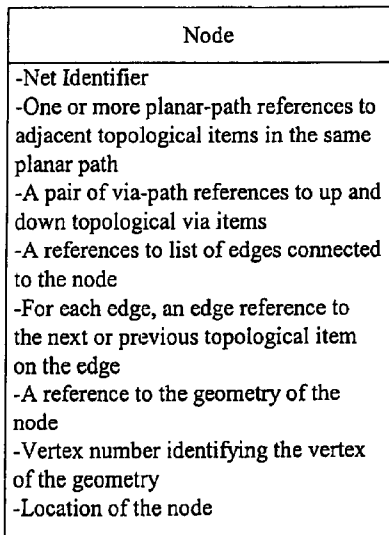 Node
-Net Identifier
-One or more planar-path references to
adjacent topological items in the same
planar path
-A pair of via-path references to up and
down topological via items
-A references to list of edges connected
to the node
-For each edge, an edge reference to
the next or previous topological item
on the edge
-A reference to the geometry of the
node
-Vertex number identifying the vertex
of the geometry
-Location of the node